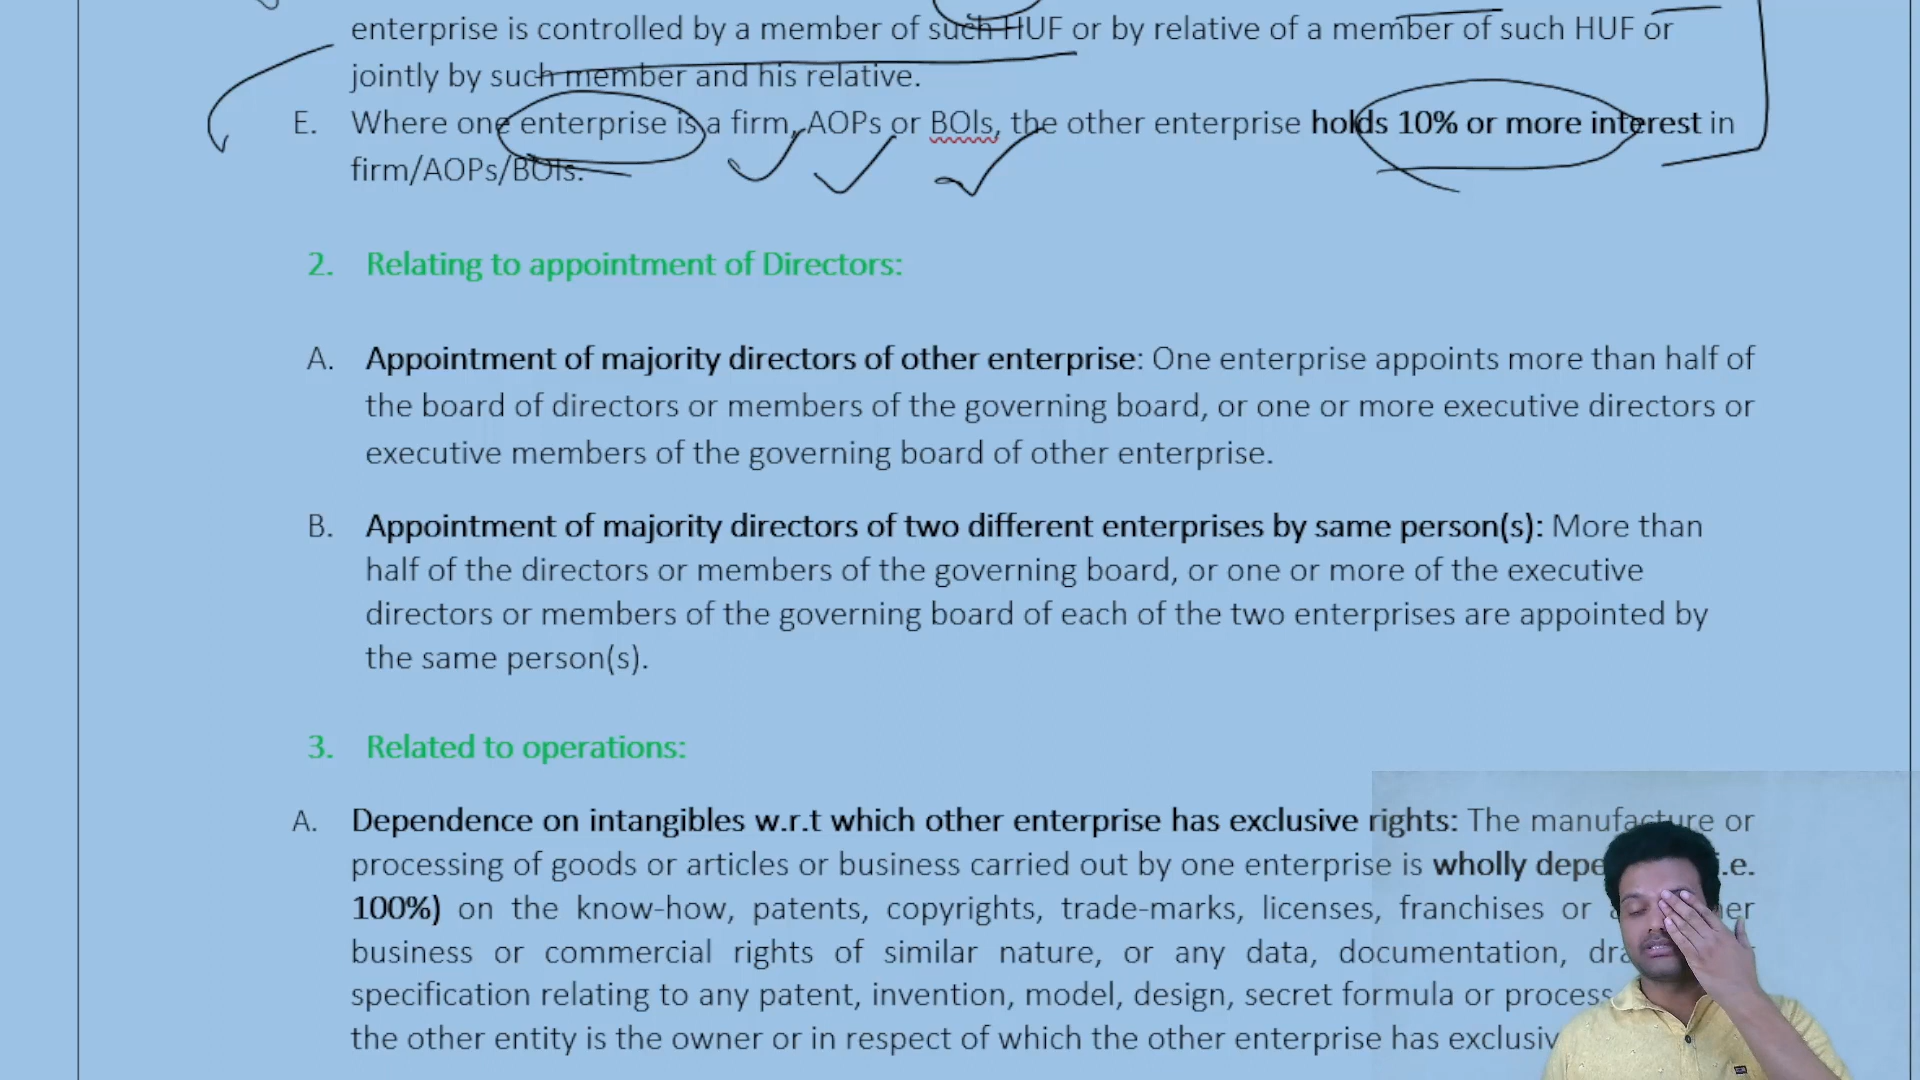 enterprise is controlled by a member of such HUF or by relative of a member of such HUF or
jointly by such member and his relative.
E. Where one enterprise is a firm, AOPs or BOIs, the other enterprise holds 10% or more interest in
firm/AOPs/BOIs.
2. Relating to appointment of Directors:
A. Appointment of majority directors of other enterprise: One enterprise appoints more than half of
the board of directors or members of the governing board, or one or more executive directors or
executive members of the governing board of other enterprise.
B. Appointment of majority directors of two different enterprises by same person(s): More than
half of the directors or members of the governing board, or one or more of the executive
directors or members of the governing board of each of the two enterprises are appointed by
the same person(s).
3. Related to operations:
A. Dependence on intangibles w.r.t which other enterprise has exclusive rights: The manufacture or
processing of goods or articles or business carried out by one enterprise is wholly i.e.
100%) on the know-how, patents, copyrights, trade-marks, licenses, franchises or
business or commercial rights of similar nature, or any data, documentation,
specification relating to any patent, invention, model, design, secret formula or process
the other entity is the owner or in respect of which the other enterprise has